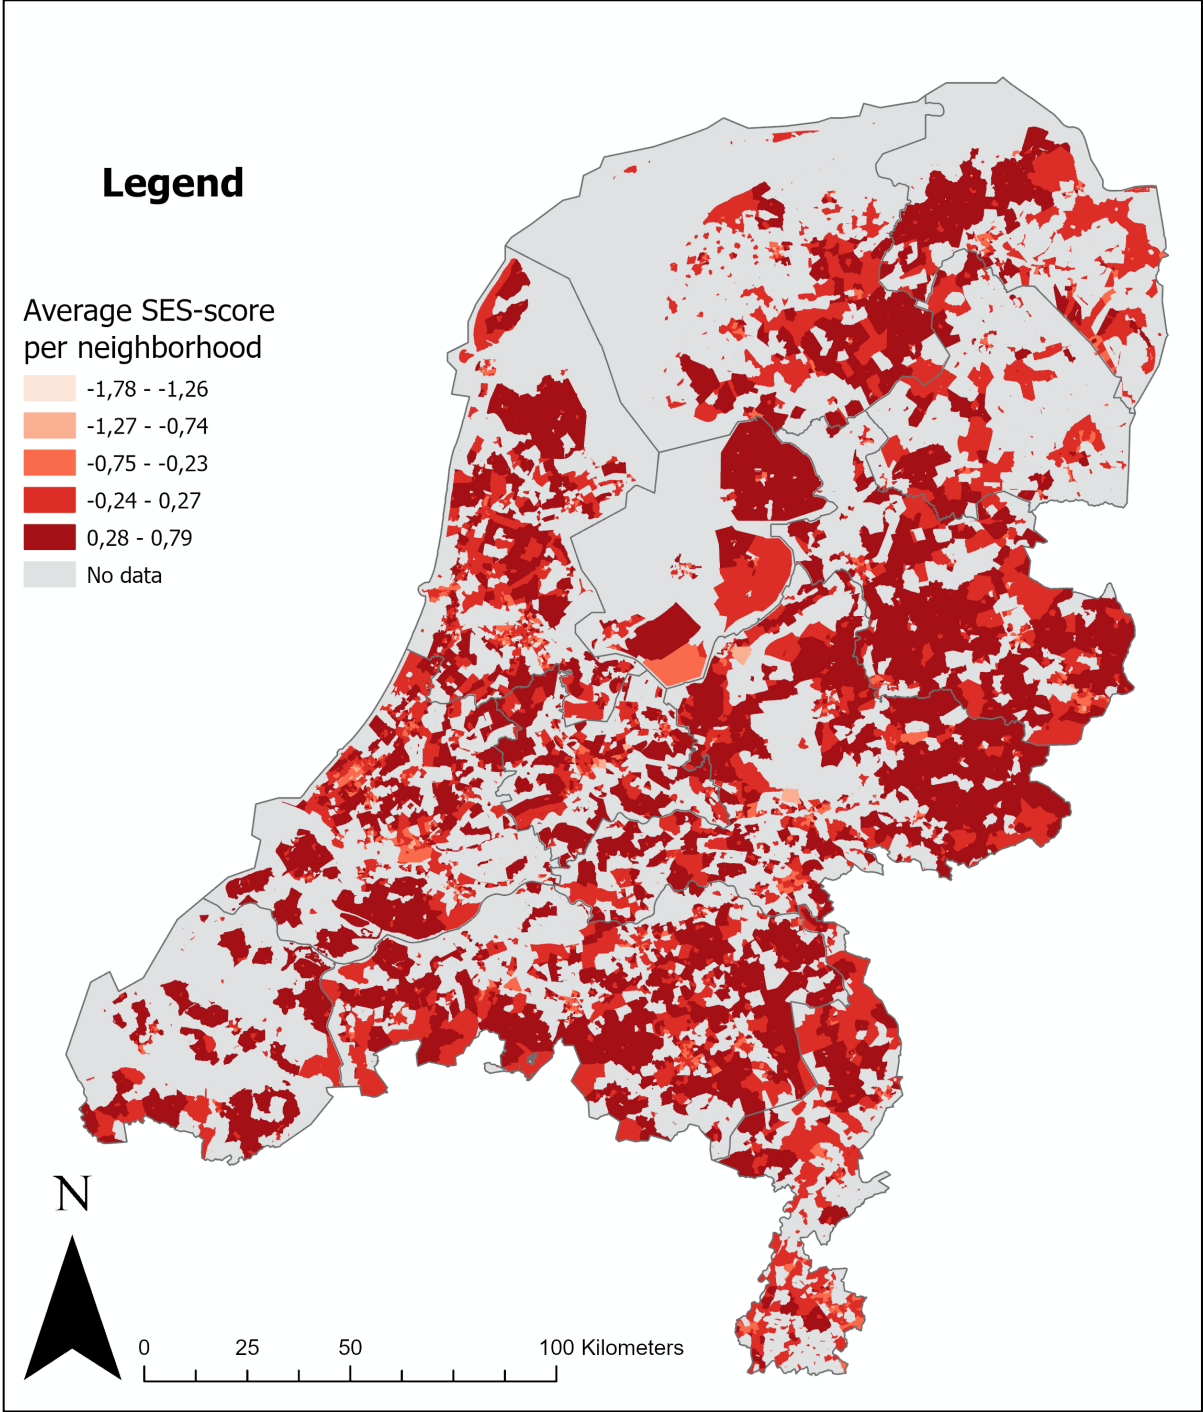 Legend
Average SES-score
per neighborhood
-1,78 - -1,26
-1,27 - -0,74
-0,75 - -0,23
-0,24 - 0,27
0,28 - 0,79
No data
N
0 25 50 100 Kilometers